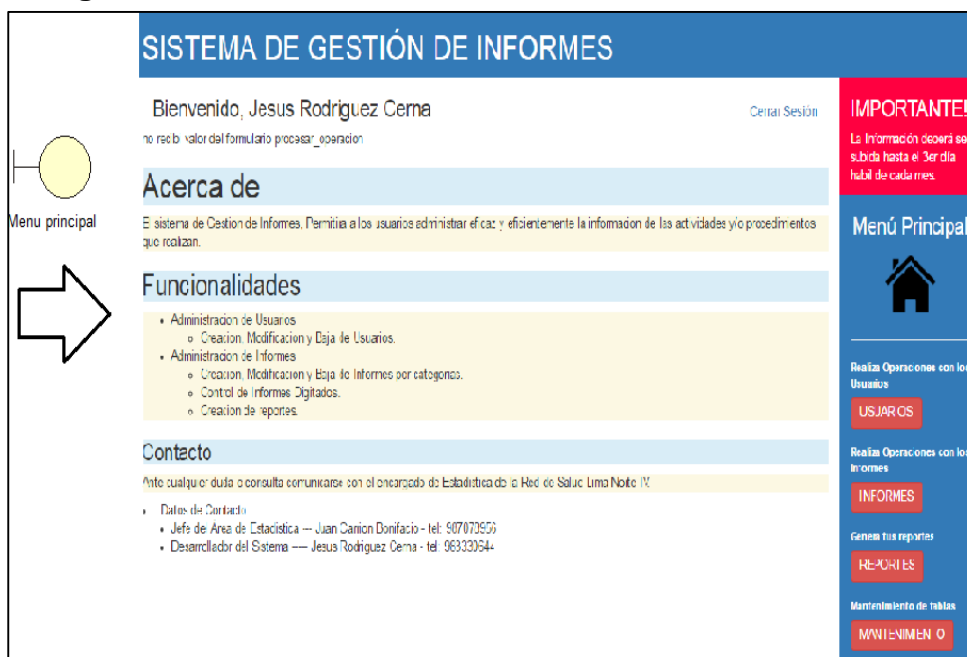 SISTEMA DE GESTIÓN DE INFORMES
Bienvenido, Jesus Rodriguez Cerna
Cerrar Sesión
no recibi valor del formulario procesar_operacion
Menu principal
Acerca de
El sistema de Gestion de Informes, Permitira a los usuarios administrar eficaz y eficientemente la informacion de las actividades y/o procedimientos
que realizan.
Funcionalidades
• Administracion de Usuarios
Creacion, Modificacion y Baja de Usuarios.
• Administracion de Informes
Creacion, Modificacion y Baja de Informes por categorias.
Control de Informes Digitados.
Creacion de reportes.
Contacto
Ante cualquier duda o consulta comunicarse con el encargado de Estadistica de la Red de Salud Lima Norte IV.
Datos de Contacto
• Jefe del Area de Estadistica --- Juan Bonifacio - tel:
• Desarrollador del Sistema ---- Jesus Rodriguez Cerna - tel:
IMPORTANTE!
La Información deberá se
subida hasta el 3er día
habil de cada mes.
Menú Principal
Realiza Operaciones con los
Usuarios
USUARIOS
Realiza Operaciones con los
Informes
INFORMES
Genera tus reportes
REPORTES
Mantenimiento de tablas
MANTENIMIENTO